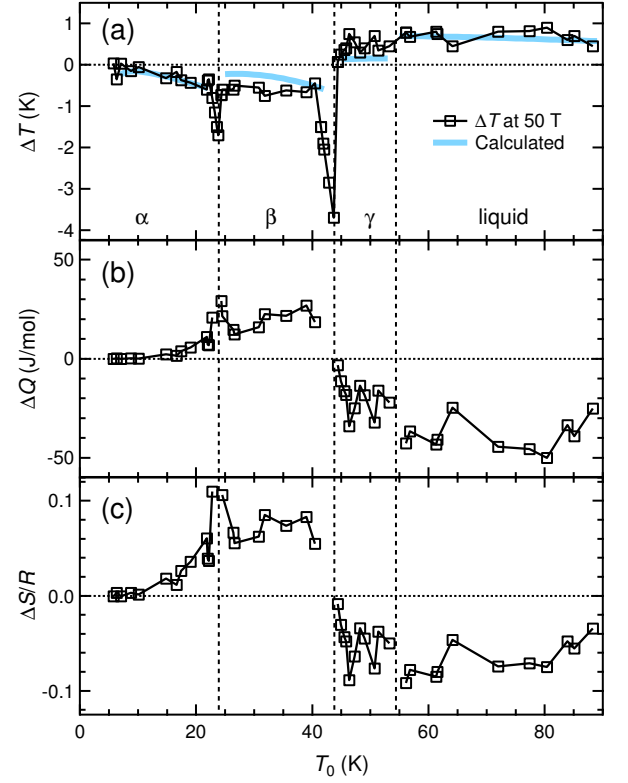 (a)
1
0
-1
-2
-3
-4
ΔT (K)
ΔT at 50 T
Calculated
α
β
γ
liquid
(b)
50
0
-50
ΔQ (J/mol)
(c)
0.1
0.0
-0.1
ΔS/R
0 20 40 60 80
T₀ (K)